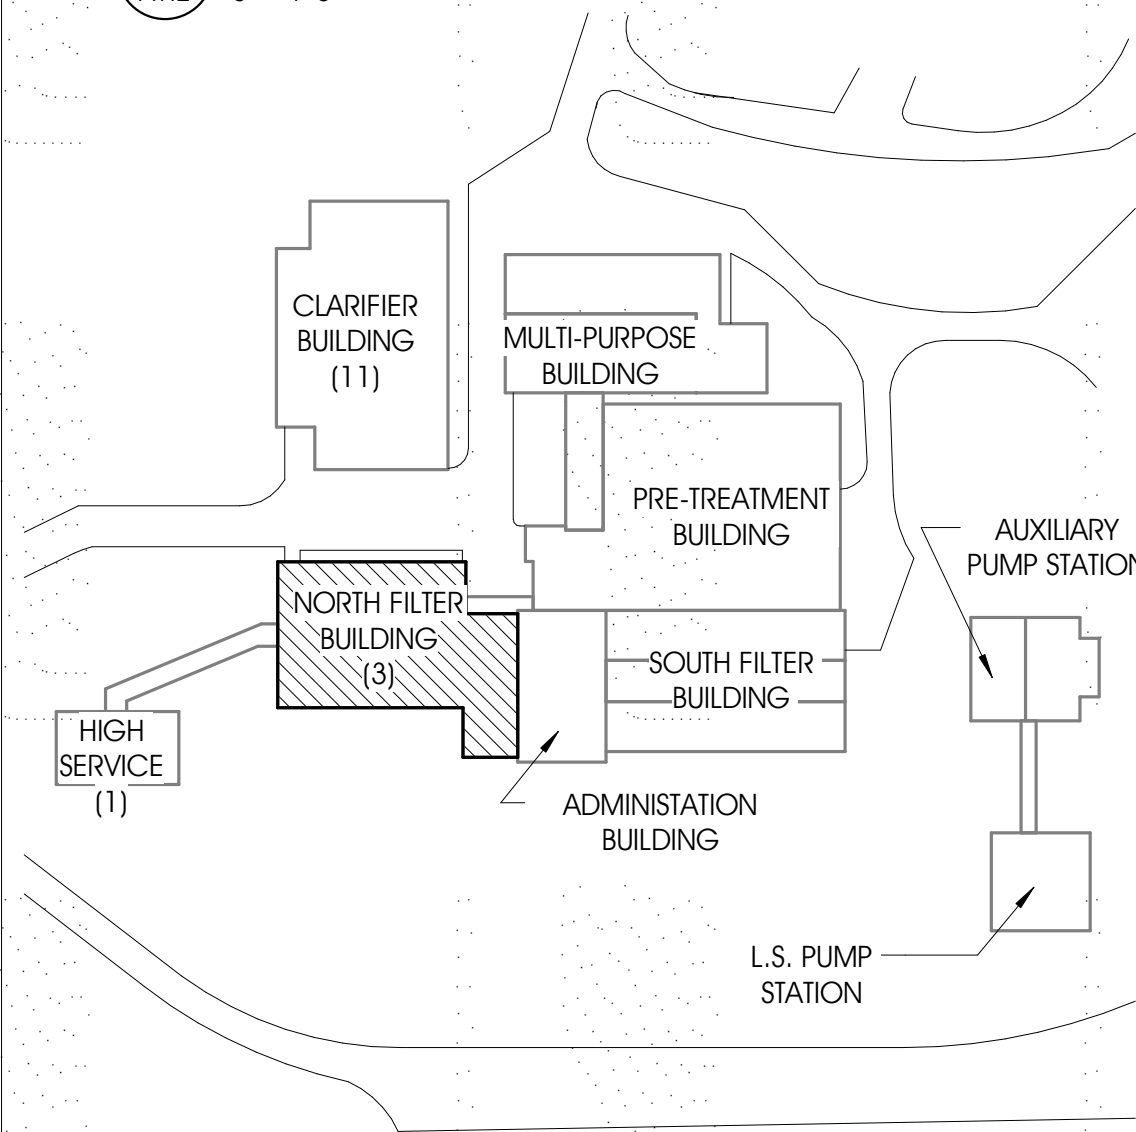 CLARIFIER
BUILDING
(11)
MULTI-PURPOSE
BUILDING
PRE-TREATMENT
BUILDING
AUXILIARY
PUMP STATION
NORTH FILTER
BUILDING
(3)
SOUTH FILTER
BUILDING
HIGH
SERVICE
(1)
ADMINISTATION
BUILDING
L.S. PUMP
STATION